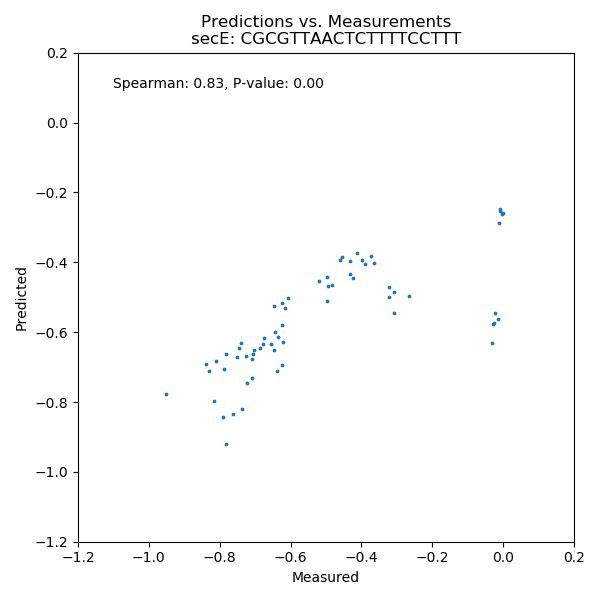 Predictions vs. Measurements
secE: CGCGTTAACTCTTTTCCTTT
0.2
Spearman: 0.83, P-value: 0.00
0.0
−0.2
−0.4
Predicted
−0.6
−0.8
−1.0
−1.2
−1.2 −1.0 −0.8 −0.6 −0.4 −0.2 0.0 0.2
Measured